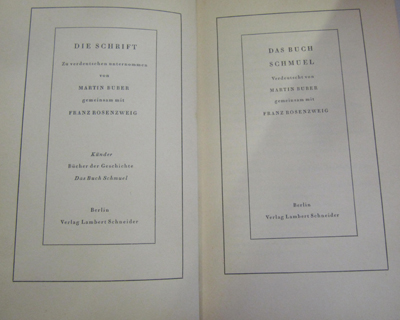 DIE SCHRIFT
Zu verdeutschen unternommen
von
MARTIN BUBER
gemeinsam mit
FRANZ ROSENZWEIG
Künder
Bücher der Geschichte
Das Buch Schmuel
Berlin
Verlag Lambert Schneider
DAS BUCH
SCHMUEL
Verdeutscht von
MARTIN BUBER
gemeinsam mit
FRANZ ROSENZWEIG
Berlin
Verlag Lambert Schneider